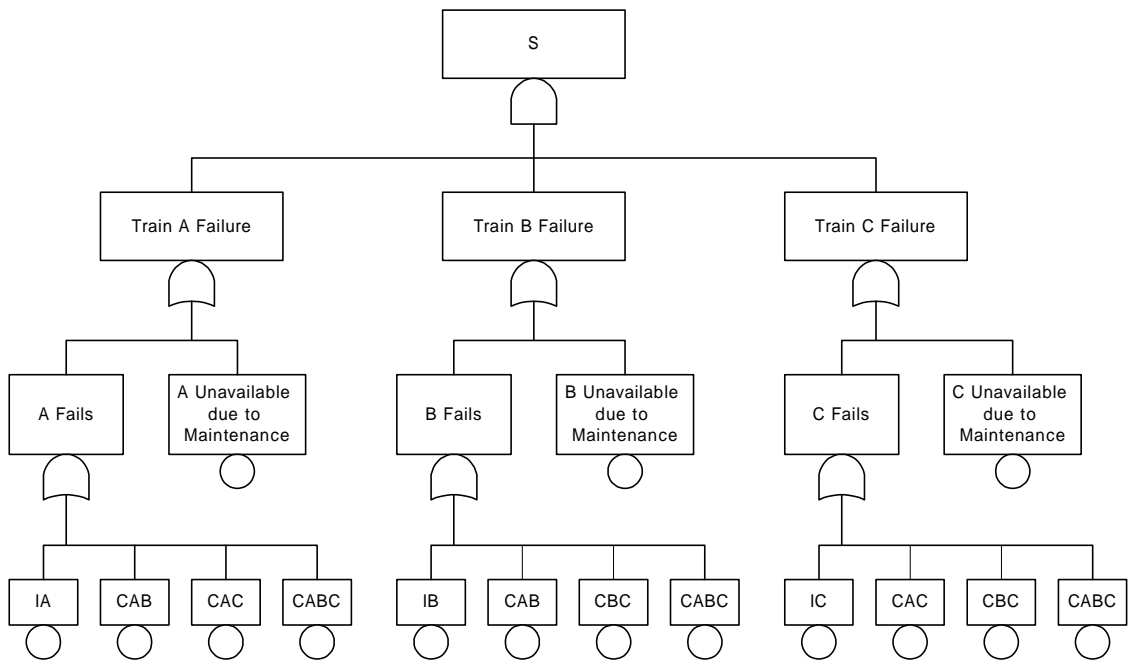 S
Train A Failure
Train B Failure
Train C Failure
A Fails
A Unavailable
due to
Maintenance
B Fails
B Unavailable
due to
Maintenance
C Fails
C Unavailable
due to
Maintenance
IA
CAB
CAC
CABC
IB
CAB
CBC
CABC
IC
CAC
CBC
CABC